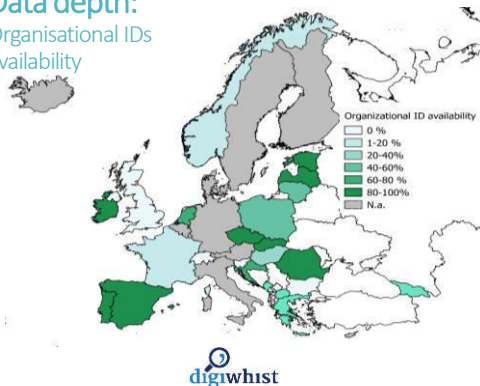 Data depth:
Organisational IDs
availability
Organizational ID availability
0 %
1-20 %
20-40%
40-60%
60-80 %
80-100%
N.a.
digiwhist